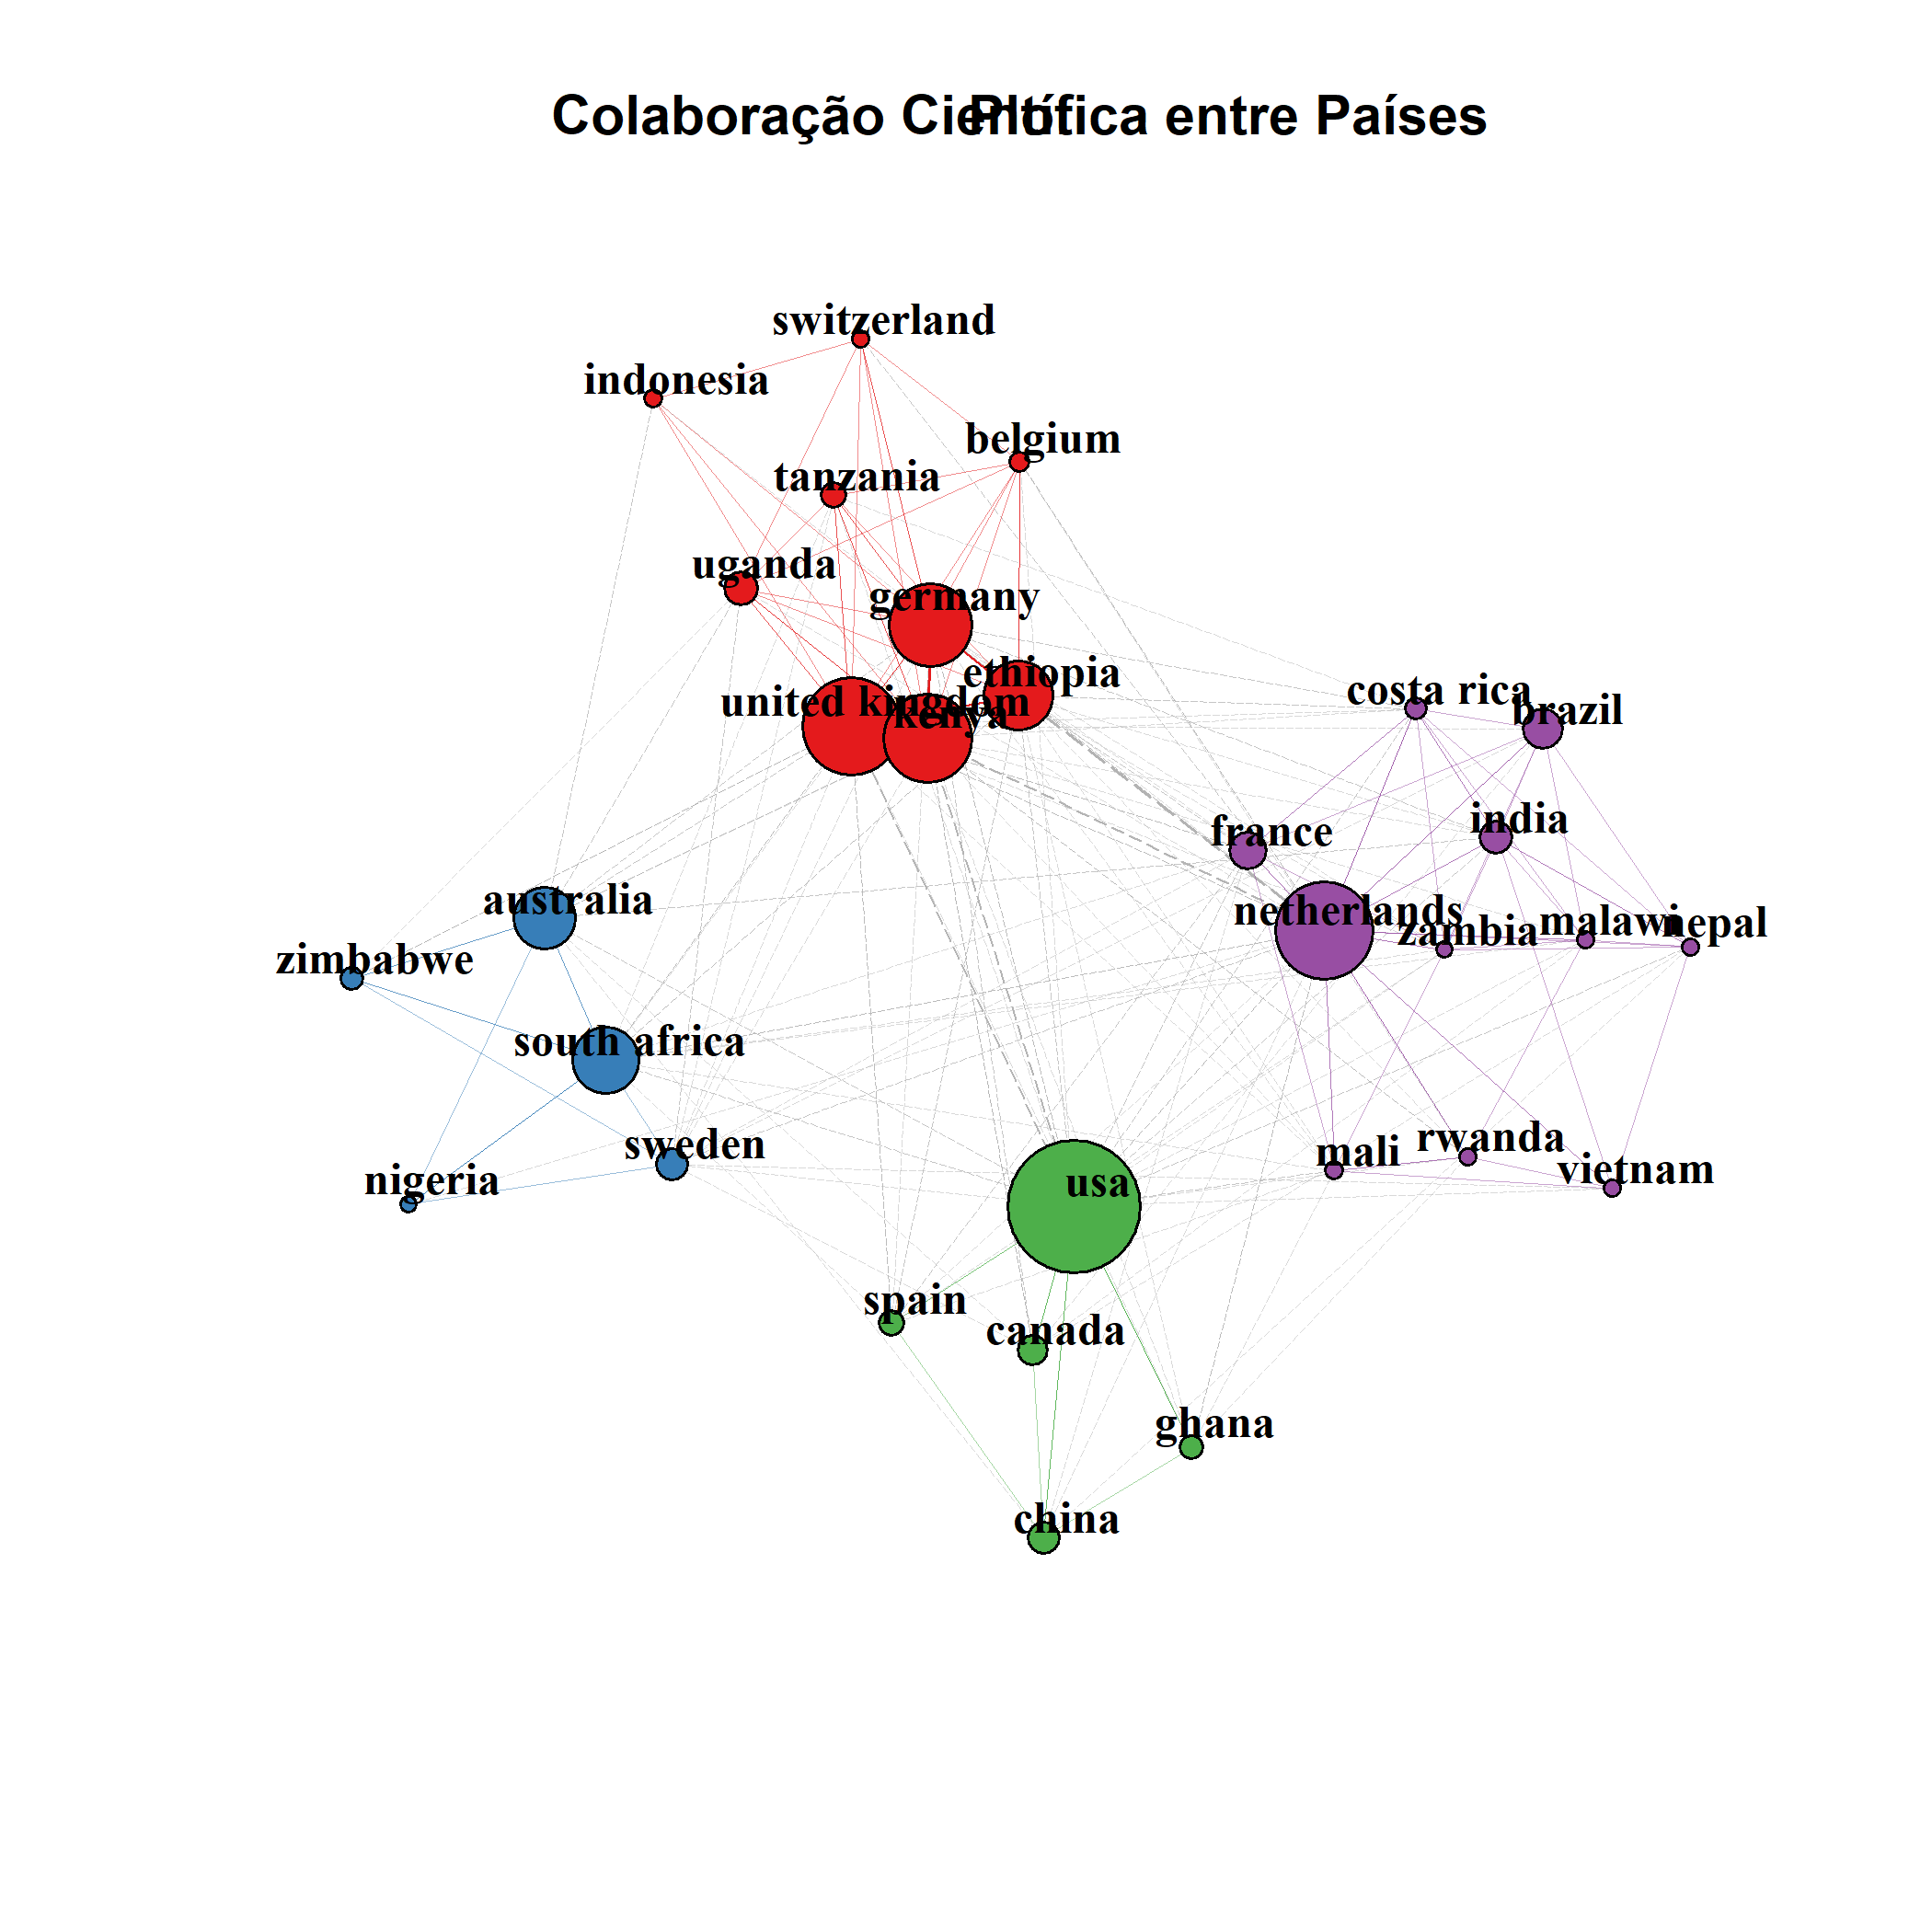 Colaboração Científica entre Países
Plot
switzerland
indonesia
belgium
tanzania
uganda
germany
ethiopia
united kingdom
kenya
costa rica
brazil
india
france
australia
netherlands
zambia
malawi
nepal
zimbabwe
south africa
sweden
nigeria
usa
mali
rwanda
vietnam
spain
canada
ghana
china